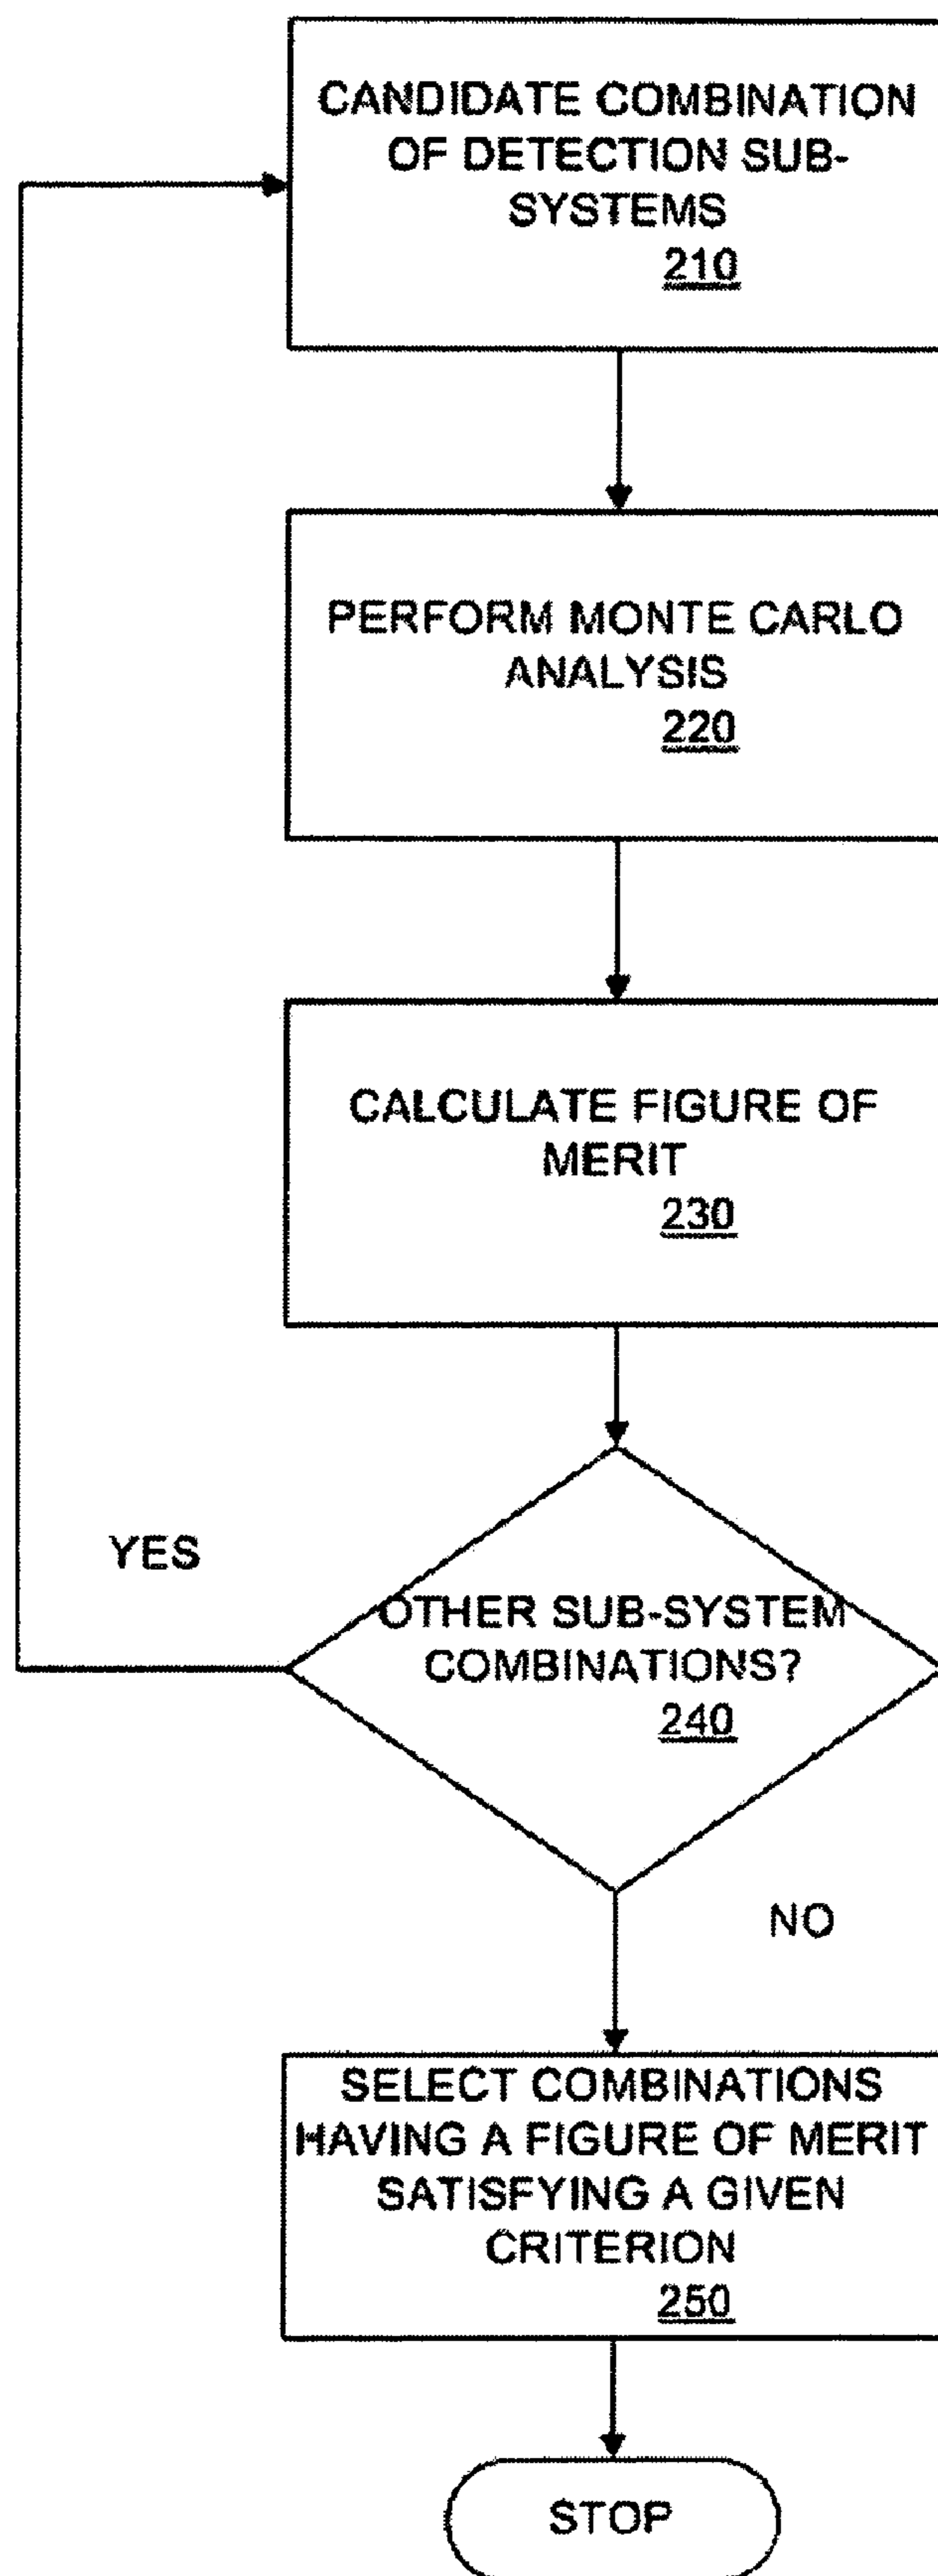 CANDIDATE COMBINATION
OF DETECTION SUB-
SYSTEMS
210
PERFORM MONTE CARLO
ANALYSIS
220
CALCULATE FIGURE OF
MERIT
230
YES
OTHER SUB-SYSTEM
COMBINATIONS?
240
NO
SELECT COMBINATIONS
HAVING A FIGURE OF MERIT
SATISFYING A GIVEN
CRITERION
250
STOP